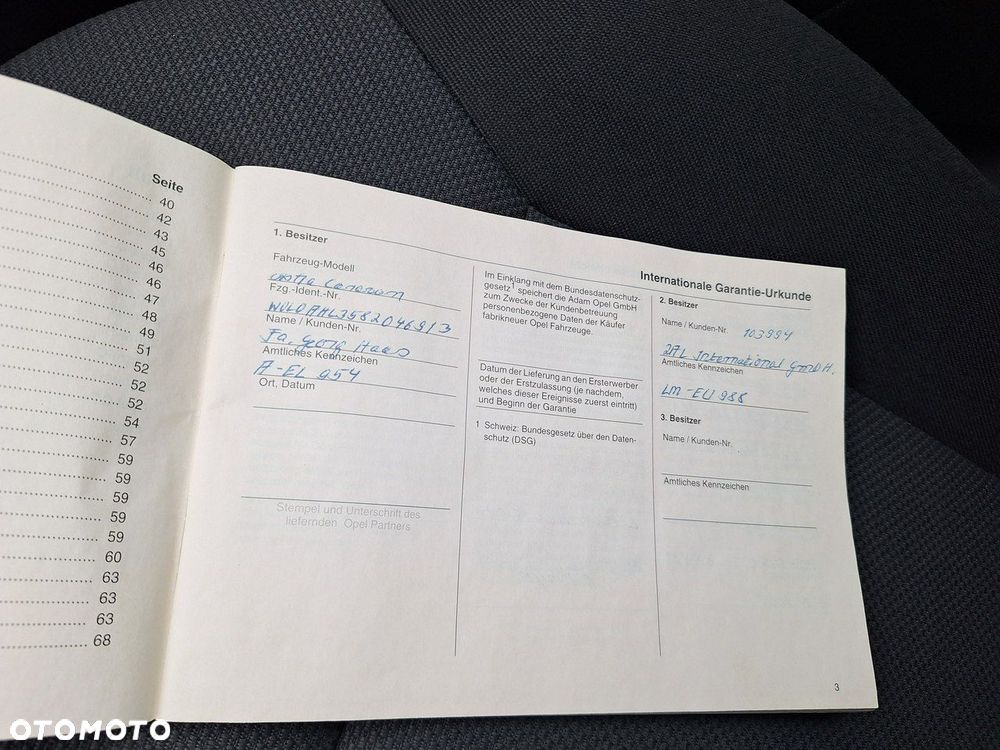 Seite
40
42
43
45
46
46
47
48
49
51
52
52
52
54
57
59
59
59
59
59
60
63
63
63
68
Internationale Garantie-Urkunde
1. Besitzer
Fahrzeug-Modell
Fzg.-Ident.-Nr.
Name / Kunden-Nr.
Fa. Georg Haas
Amtliches Kennzeichen
A-EL 954
Ort, Datum
Stempel und Unterschrift des
liefernden Opel Partners
Im Einklang mit dem Bundesdatenschutz-
gesetz1 speichert die Adam Opel GmbH
zum Zwecke der Kundenbetreuung
personenbezogene Daten der Käufer
fabrikneuer Opel Fahrzeuge.
Datum der Lieferung an den Ersterwerber
oder der Erstzulassung (je nachdem,
welches dieser Ereignisse zuerst eintritt)
und Beginn der Garantie
1 Schweiz: Bundesgesetz über den Daten-
schutz (DSG)
2. Besitzer
Name / Kunden-Nr. 103994
International GmbH.
Amtliches Kennzeichen
LM-EU 988
3. Besitzer
Name / Kunden-Nr.
Amtliches Kennzeichen
3
OTOMOTO